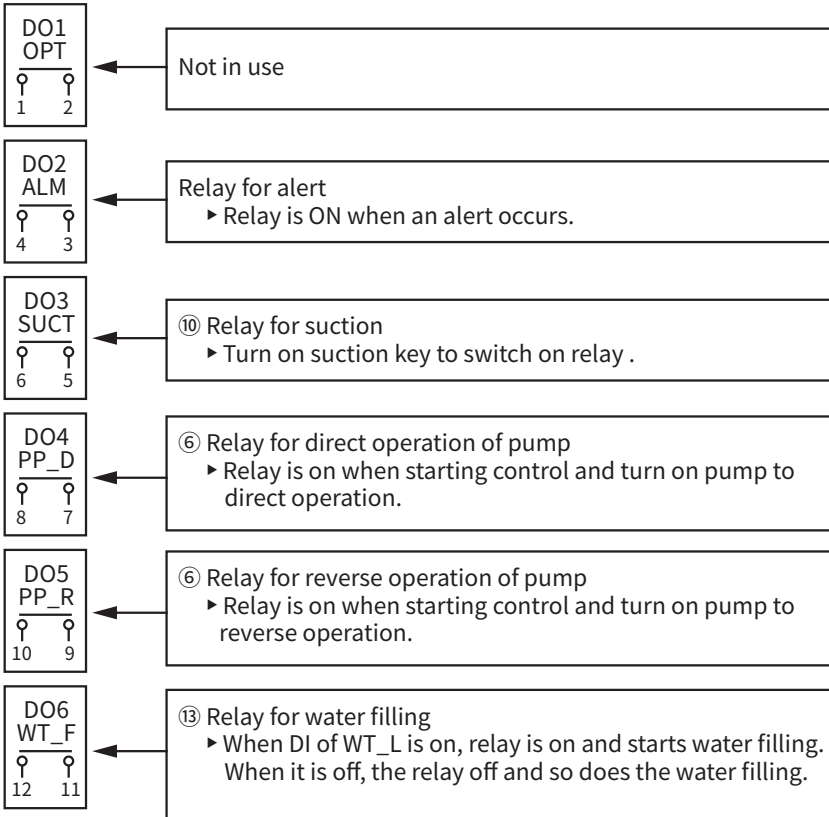 DO1
OPT
1 2
Not in use
DO2
ALM
4 3
Relay for alert
▶ Relay is ON when an alert occurs.
DO3
SUCT
6 5
⑩ Relay for suction
▶ Turn on suction key to switch on relay .
DO4
PP_D
8 7
⑥ Relay for direct operation of pump
▶ Relay is on when starting control and turn on pump to
direct operation.
DO5
PP_R
10 9
⑥ Relay for reverse operation of pump
▶ Relay is on when starting control and turn on pump to
reverse operation.
DO6
WT_F
12 11
⑬ Relay for water filling
▶ When DI of WT_L is on, relay is on and starts water filling.
When it is off, the relay off and so does the water filling.